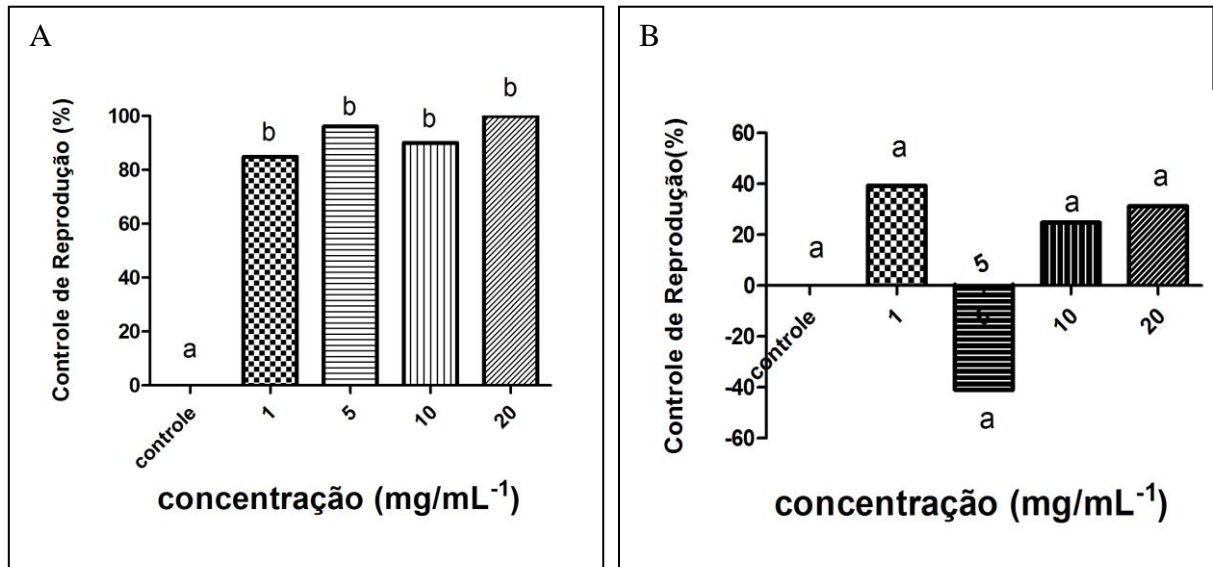 A
Controle de Reprodução (%)
100
80
60
40
20
0
a
b
b
b
b
controle
1
5
10
20
concentração (mg/mL⁻¹)
B
Controle de Reprodução(%)
60
40
20
0
-20
-40
-60
a
a
a
a
a
controle
1
5
5
10
20
concentração (mg/mL⁻¹)